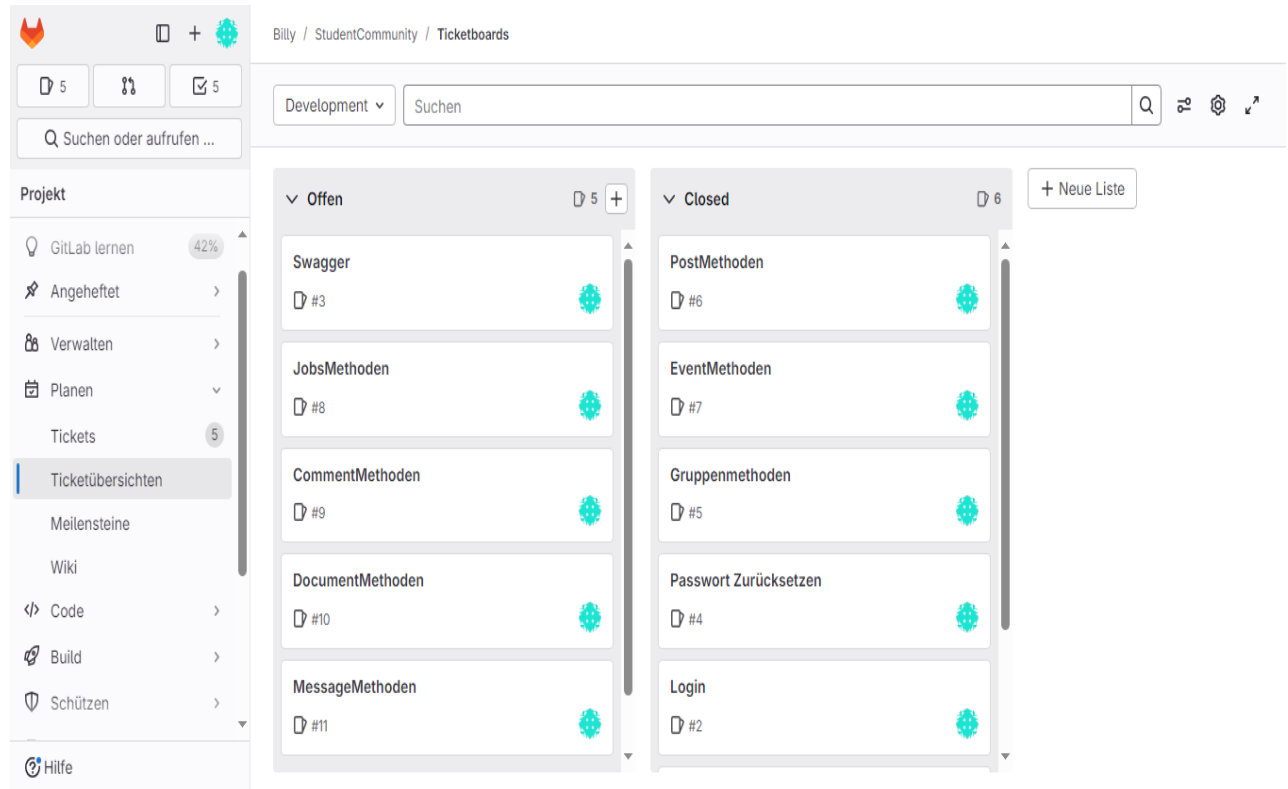 Billy / StudentCommunity / Ticketboards
5
5
Suchen oder aufrufen ...
Projekt
GitLab lernen 42%
Angeheftet
Verwalten
Planen
Tickets 5
Ticketübersichten
Meilensteine
Wiki
Code
Build
Schützen
Hilfe
Development
Suchen
Offen 5
Swagger
#3
JobsMethoden
#8
CommentMethoden
#9
DocumentMethoden
#10
MessageMethoden
#11
Closed 6
PostMethoden
#6
EventMethoden
#7
Gruppenmethoden
#5
Passwort Zurücksetzen
#4
Login
#2
Neue Liste